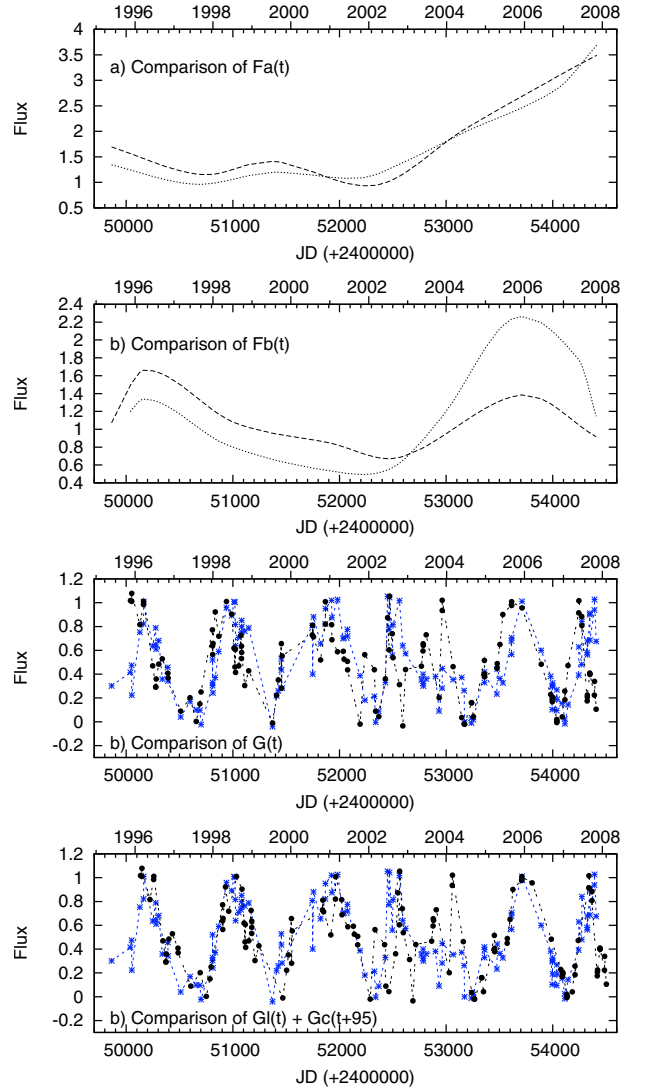 1996 1998 2000 2002 2004 2006 2008
4
3.5
3
2.5
2
1.5
1
0.5
Flux
a) Comparison of Fa(t)
50000 51000 52000 53000 54000
JD (+2400000)
1996 1998 2000 2002 2004 2006 2008
2.4
2.2
2
1.8
1.6
1.4
1.2
1
0.8
0.6
0.4
Flux
b) Comparison of Fb(t)
50000 51000 52000 53000 54000
JD (+2400000)
1996 1998 2000 2002 2004 2006 2008
1.2
1
0.8
0.6
0.4
0.2
0
-0.2
Flux
b) Comparison of G(t)
50000 51000 52000 53000 54000
JD (+2400000)
1996 1998 2000 2002 2004 2006 2008
1.2
1
0.8
0.6
0.4
0.2
0
-0.2
Flux
b) Comparison of Gl(t) + Gc(t+95)
50000 51000 52000 53000 54000
JD (+2400000)